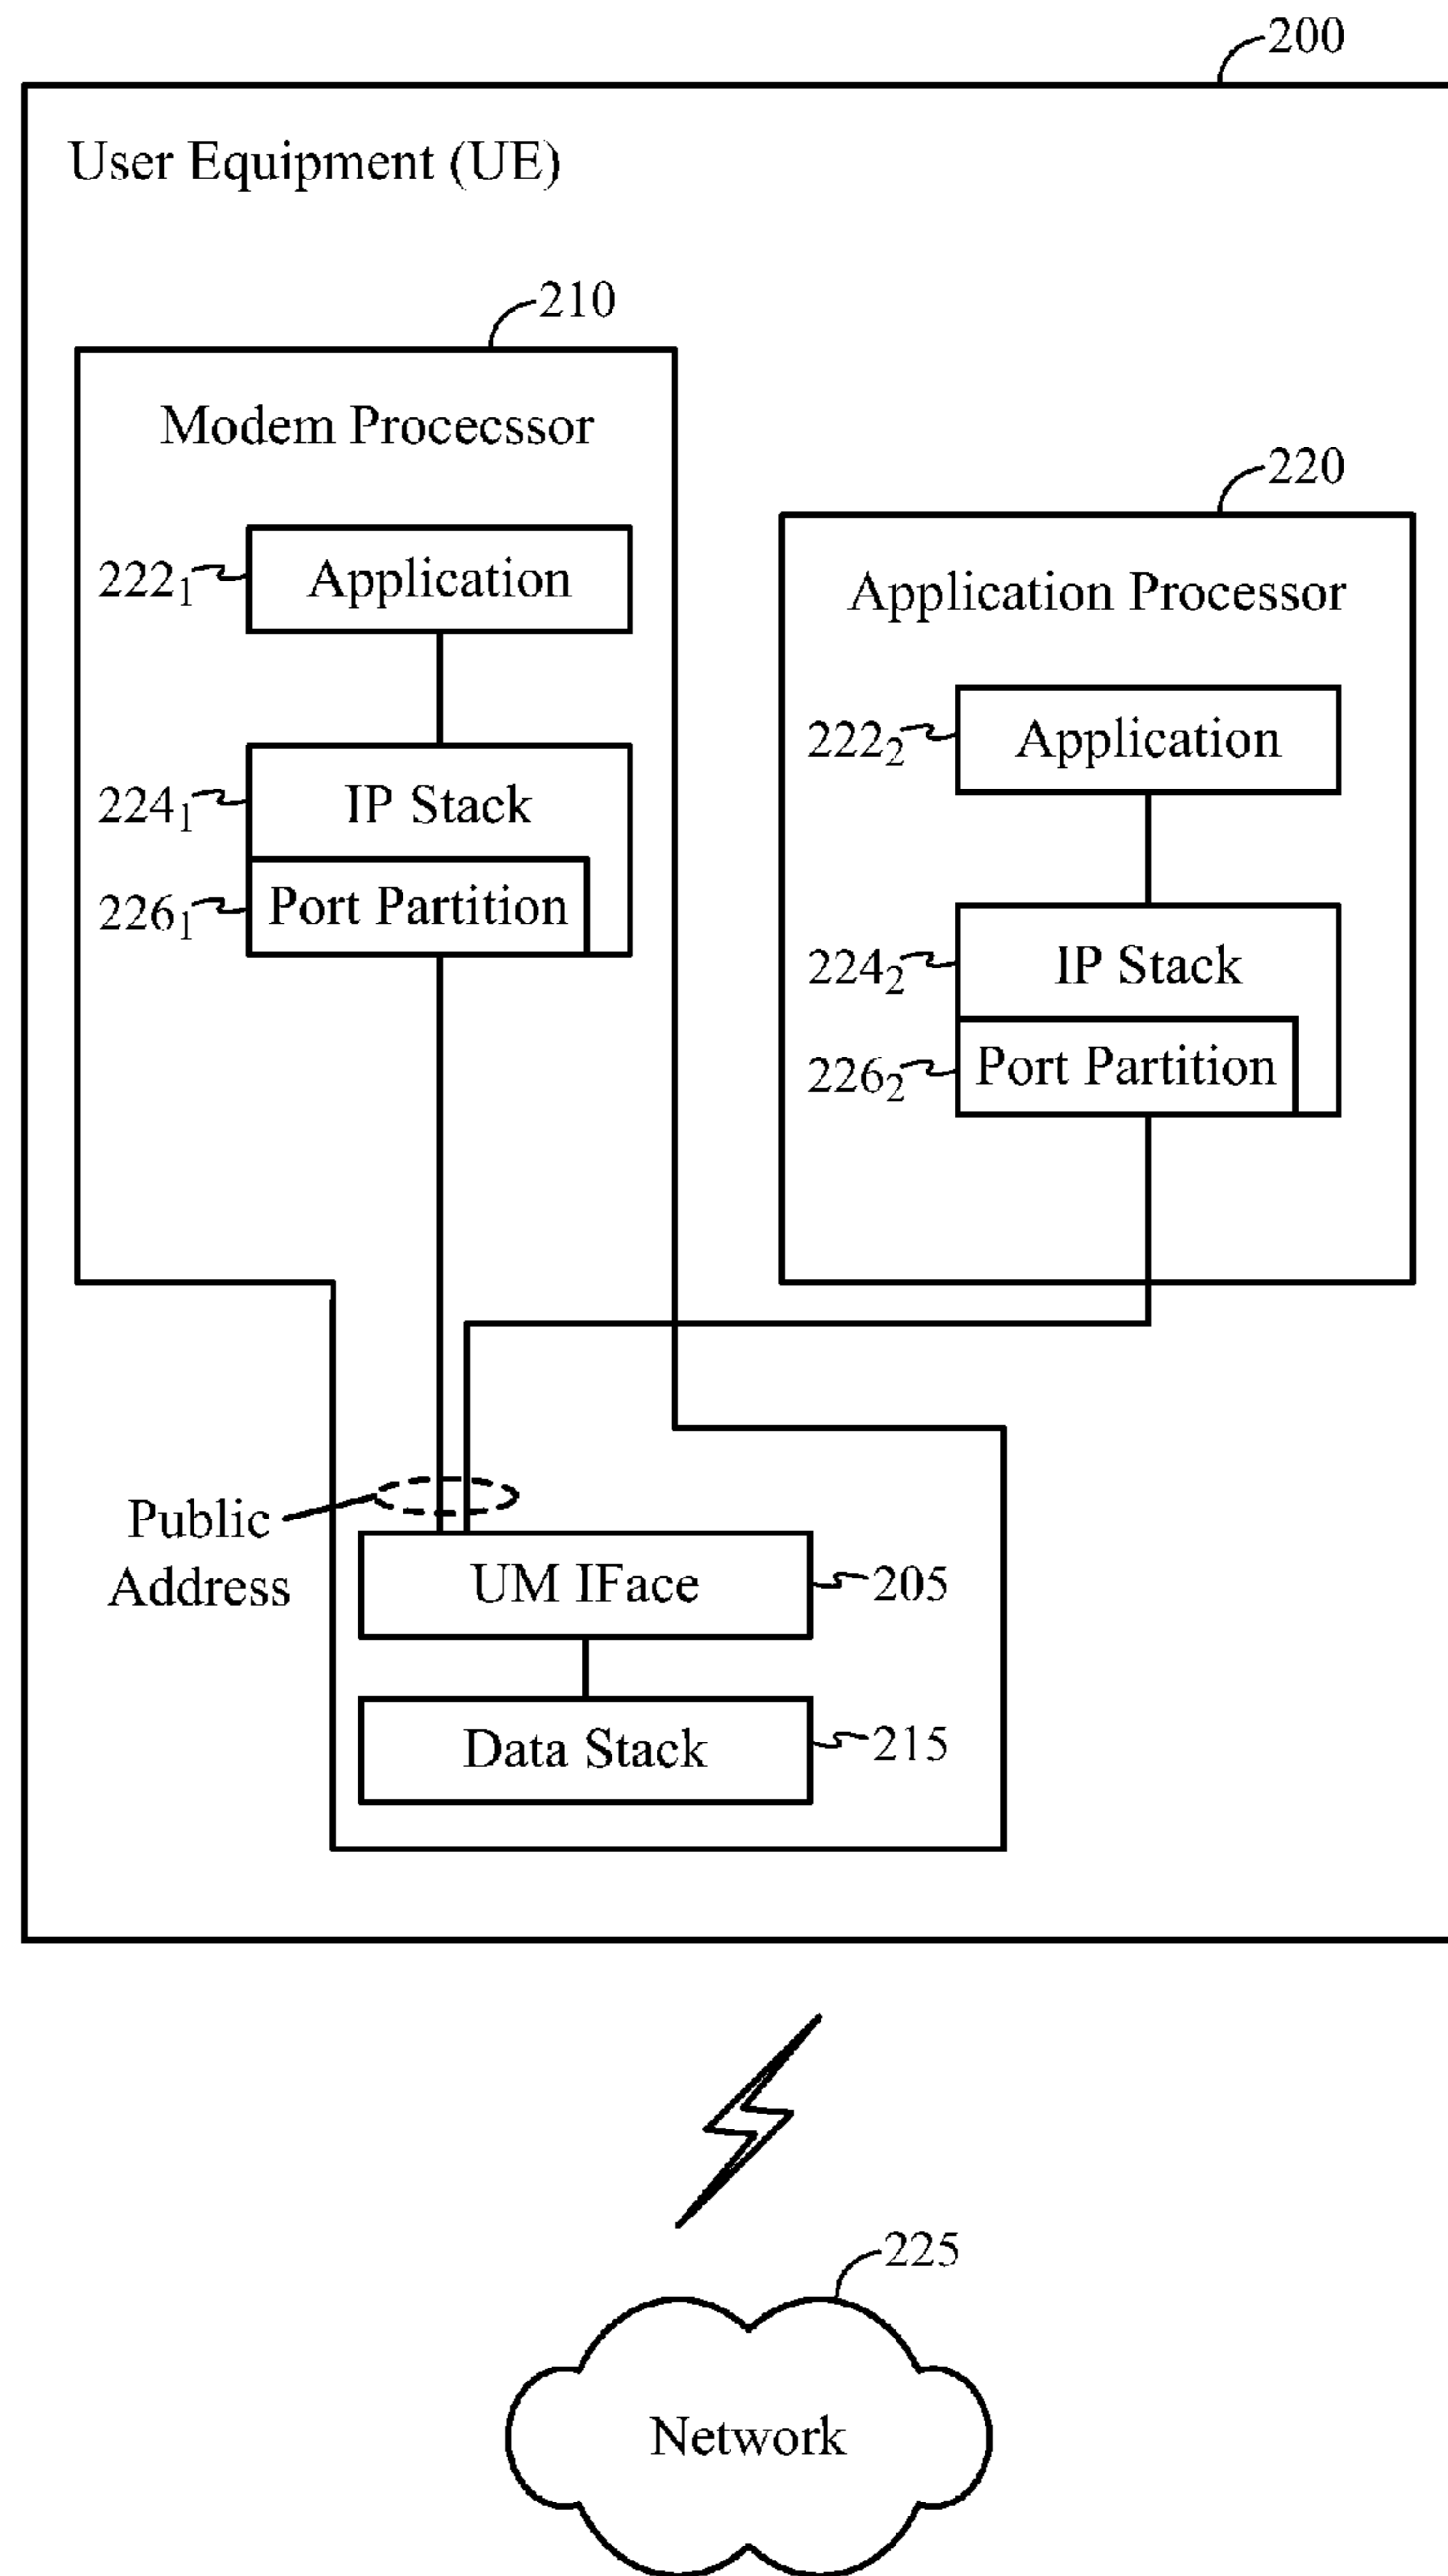 200
User Equipment (UE)
210
Modem Procecssor
222₁
Application
224₁
IP Stack
226₁
Port Partition
220
Application Processor
222₂
Application
224₂
IP Stack
226₂
Port Partition
Public
Address
UM IFace
205
Data Stack
215
225
Network